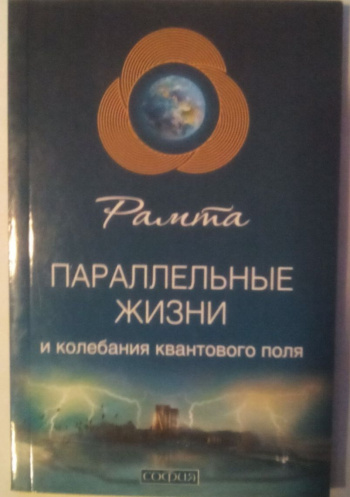 Рамта
ПАРАЛЛЕЛЬНЫЕ
ЖИЗНИ
и колебания квантового поля
СОФИЯ